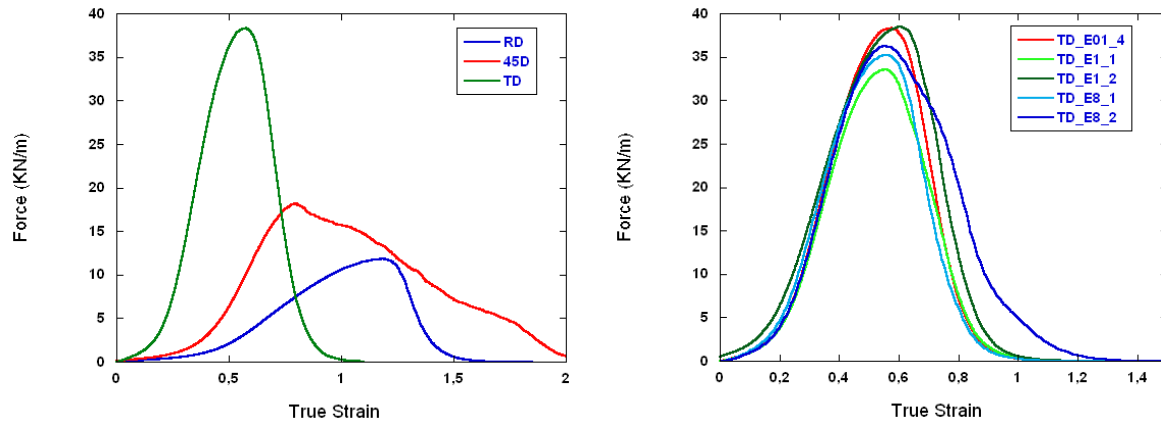 40
35
30
25
20
15
10
5
0
Force (KN/m)
RD
45D
TD
0
0,5
1
1,5
2
True Strain
40
35
30
25
20
15
10
5
0
Force (KN/m)
TD_E01_4
TD_E1_1
TD_E1_2
TD_E8_1
TD_E8_2
0
0,2
0,4
0,6
0,8
1
1,2
1,4
True Strain